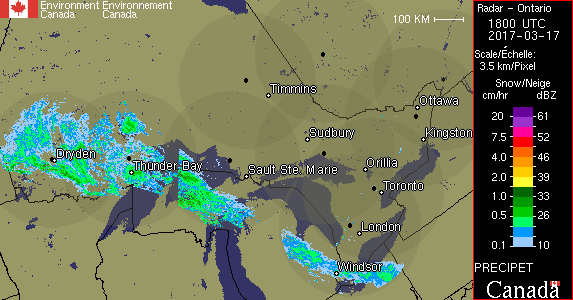 Environment Environnement
Canada Canada
100 KM
Timmins
Ottawa
Sudbury
Kingston
Dryden
Thunder Bay
Sault Ste. Marie
Orillia
Toronto
London
Windsor
Radar - Ontario
1800 UTC
2017-03-17
Scale/Échelle:
3.5 km/Pixel
Snow/Neige
cm/hr dBZ
20 61
7.5 52
4.0 46
2.0 39
1.0 33
0.5 26
0.1 10
PRECIPET
Canada